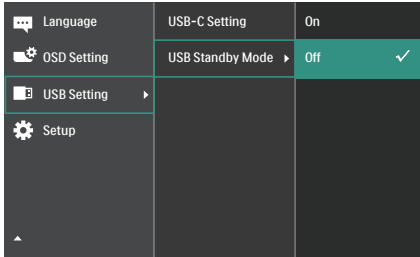 Language
OSD Setting
USB Setting
Setup
USB-C Setting
USB Standby Mode
On
Off